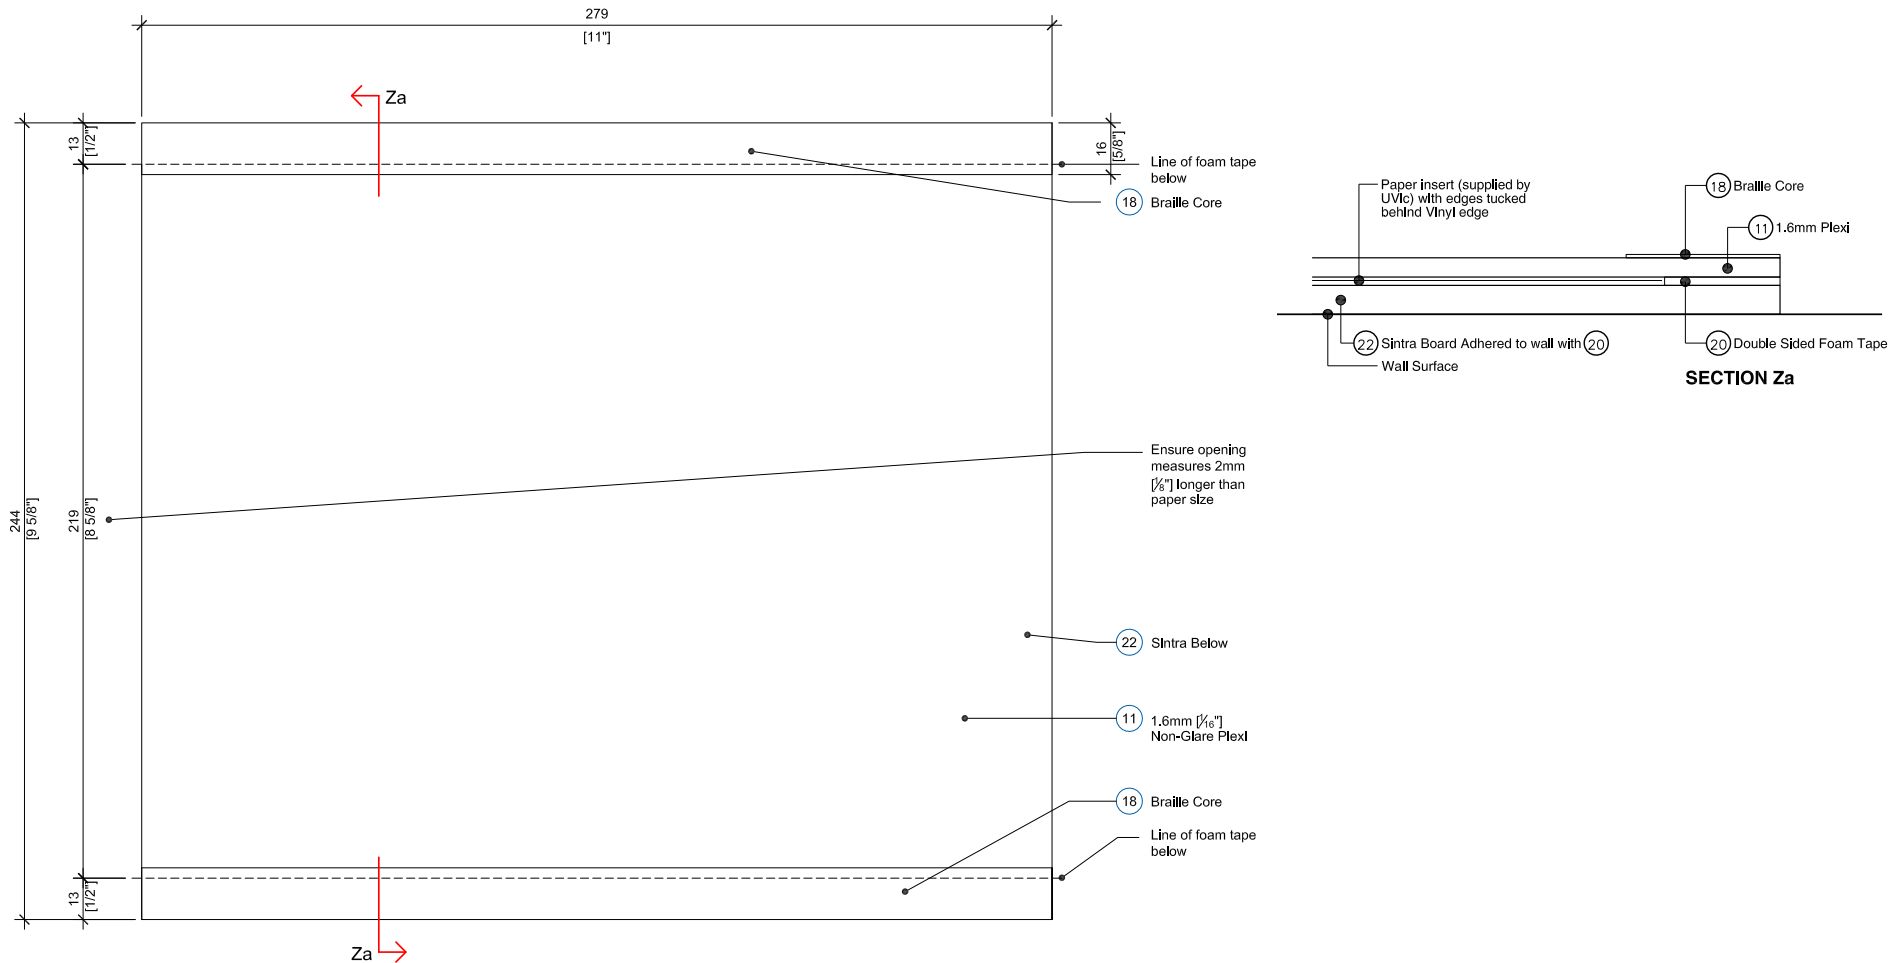 279
[11"]
Za
13
[1/2"]
16
[5/8"]
Line of foam tape
below
18 Braille Core
244
[9 5/8"]
219
[8 5/8"]
Ensure opening
measures 2mm
[1⁄8"] longer than
paper size
22 Sintra Below
11 1.6mm [1⁄16"]
Non-Glare Plexi
18 Braille Core
Line of foam tape
below
13
[1/2"]
Za
Paper insert (supplied by
UVic) with edges tucked
behind Vinyl edge
18 Braille Core
11 1.6mm Plexi
22 Sintra Board Adhered to wall with 20
Wall Surface
20 Double Sided Foam Tape
SECTION Za